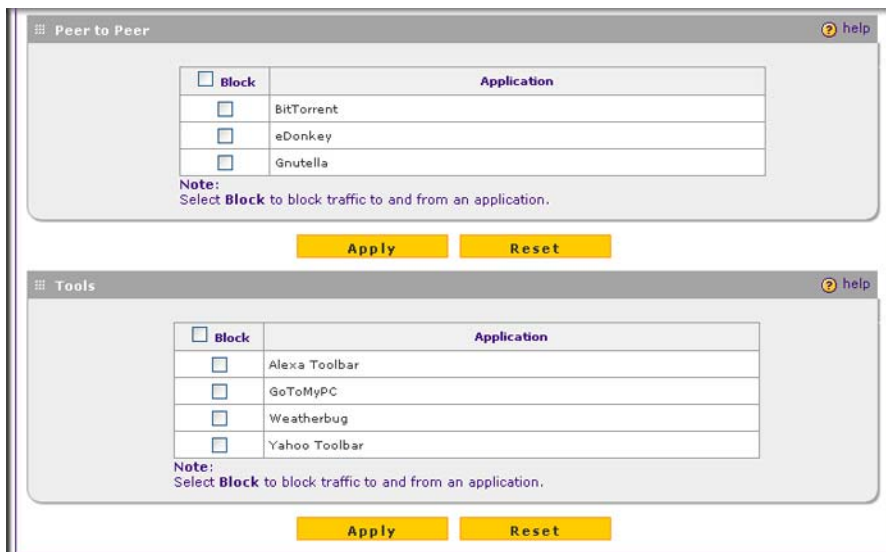 Peer to Peer
? help
Block Application
BitTorrent
eDonkey
Gnutella
Note:
Select Block to block traffic to and from an application.
Apply Reset
Tools
? help
Block Application
Alexa Toolbar
GoToMyPC
Weatherbug
Yahoo Toolbar
Note:
Select Block to block traffic to and from an application.
Apply Reset